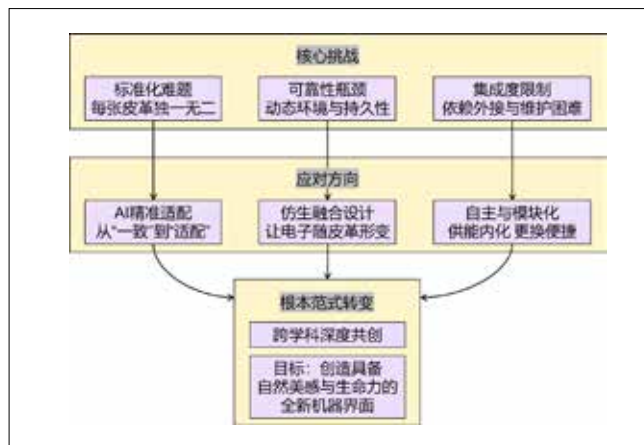 核心挑战
标准化难题
每张皮革独一无二
可靠性瓶颈
动态环境与持久性
集成度限制
依赖外接与维护困难
应对方向
AI精准适配
从“一致”到“适配”
仿生融合设计
让电子随皮革形变
自主与模块化
供能内化 更换便捷
根本范式转变
跨学科深度共创
目标：创造具备
自然美感与生命力的
全新机器界面